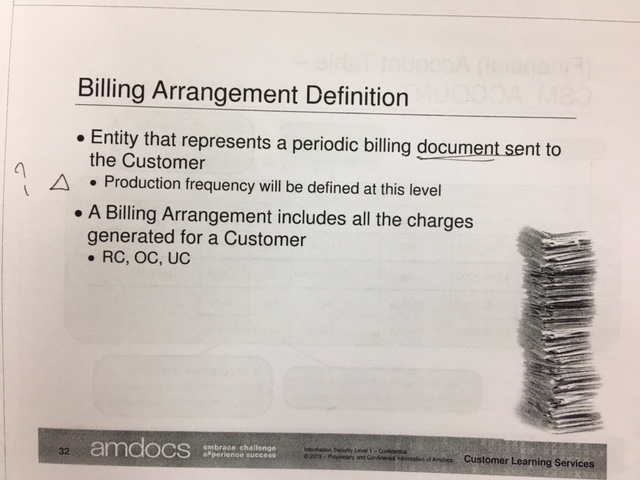 Billing Arrangement Definition
• Entity that represents a periodic billing document sent to
the Customer
• Production frequency will be defined at this level
• A Billing Arrangement includes all the charges
generated for a Customer
• RC, OC, UC
32
amdocs
embrace challenge
experience success
Information Security Level 1 – Confidential
© 2013 – Proprietary and Confidential Information of Amdocs
Customer Learning Services